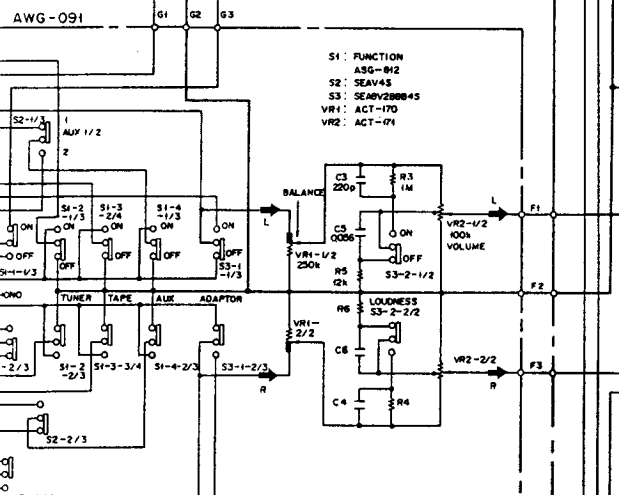 AWG-091
G1 G2 G3
S1: FUNCTION
ASG-812
S2: SEAV4S
VR1: ACT-170
VR2: ACT-171
S2-1/3
1
AUX 1/2
2
C3
220p
R3
1M
BALANCE
L
L
F1
S1-2
-1/3
S1-3
-2/4
S1-4
-1/3
ON
ON
ON
ON
ON
C5
0.056
ON
VR2-1/2
100k
VOLUME
OFF
OFF
OFF
OFF
OFF
OFF
S1-1-1/3
S3-1
-1/3
VR1-1/2
250k
R5
12k
S3-2-1/2
F2
TUNER
TAPE
AUX
ADAPTOR
R6
LOUDNESS
S3-2-2/2
VR1-
2/2
C6
VR2-2/2
F3
-2/3
S1-2
-2/3
S1-3-3/4
S1-4-2/3
S3-1-2/3
R
R
C4
R4
S2-2/3